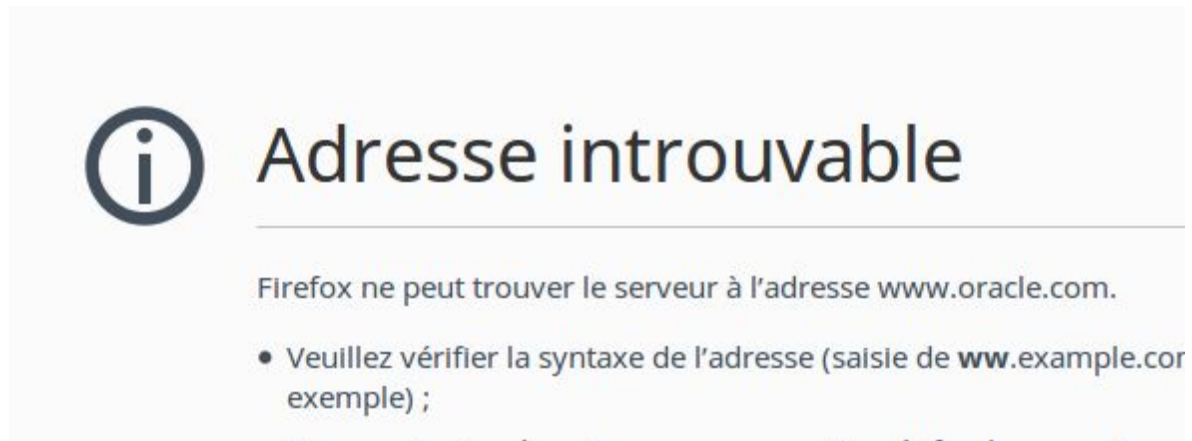 Adresse introuvable
Firefox ne peut trouver le serveur à l’adresse www.oracle.com.
• Veuillez vérifier la syntaxe de l’adresse (saisie de ww.example.com
exemple) ;